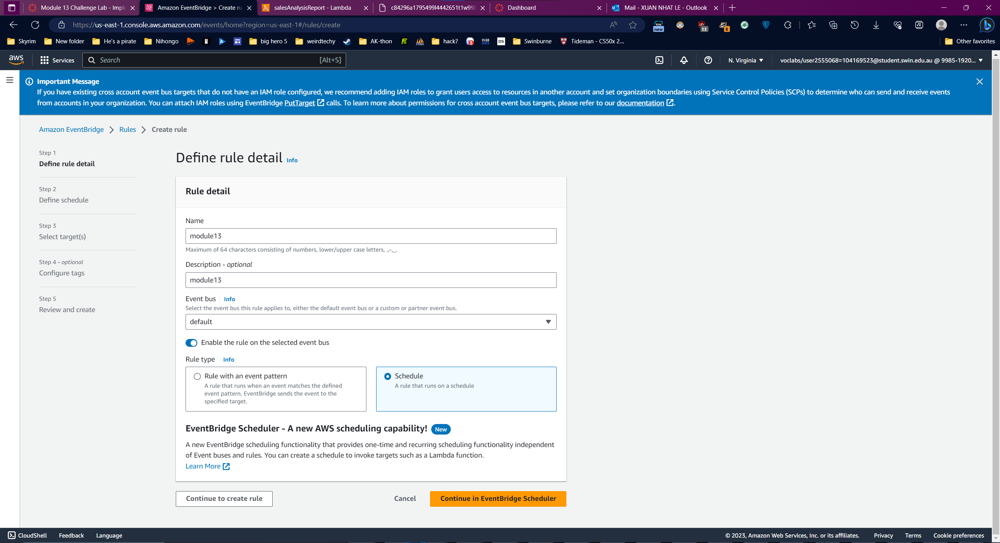 Module 13 Challenge Lab - Imple
Amazon EventBridge > Create ru
salesAnalysisReport - Lambda
Dashboard
Mail - XUAN NHAT LE - Outlook
https://us-east-1.console.aws.amazon.com/events/home?region=us-east-1#/rules/create
new
13
8
Skyrim
New folder
He's a pirate
Nihongo
big hero 5
weirdtechy
AK-thon
hack?
DS
Swinburne
Tideman - CS50x 2...
Other favorites
aws
Services
Search
[Alt+S]
N. Virginia
voclabs/user2555068=104169523@student.swin.edu.au @ 9985-1920...
Important Message
If you have existing cross account event bus targets that do not have an IAM role configured, we recommend adding IAM roles to grant users access to resources in another account and set organization boundaries using Service Control Policies (SCPs) to determine who can send and receive events
from accounts in your organization. You can attach IAM roles using EventBridge PutTarget calls. To learn more about permissions for cross account event bus targets, please refer to our documentation .
Amazon EventBridge
Rules
Create rule
Step 1
Define rule detail
Step 2
Define schedule
Step 3
Select target(s)
Step 4 - optional
Configure tags
Step 5
Review and create
Define rule detail Info
Rule detail
Name
module13
Maximum of 64 characters consisting of numbers, lower/upper case letters, .,-,_.
Description - optional
module13
Event bus Info
Select the event bus this rule applies to, either the default event bus or a custom or partner event bus.
default
Enable the rule on the selected event bus
Rule type Info
Rule with an event pattern
A rule that runs when an event matches the defined
event pattern. EventBridge sends the event to the
specified target.
Schedule
A rule that runs on a schedule
EventBridge Scheduler - A new AWS scheduling capability! New
A new EventBridge scheduling functionality that provides one-time and recurring scheduling functionality independent
of Event buses and rules. You can create a schedule to invoke targets such as a Lambda function.
Learn More
Continue to create rule
Cancel
Continue in EventBridge Scheduler
CloudShell
Feedback
Language
© 2023, Amazon Web Services, Inc. or its affiliates.
Privacy
Terms
Cookie preferences